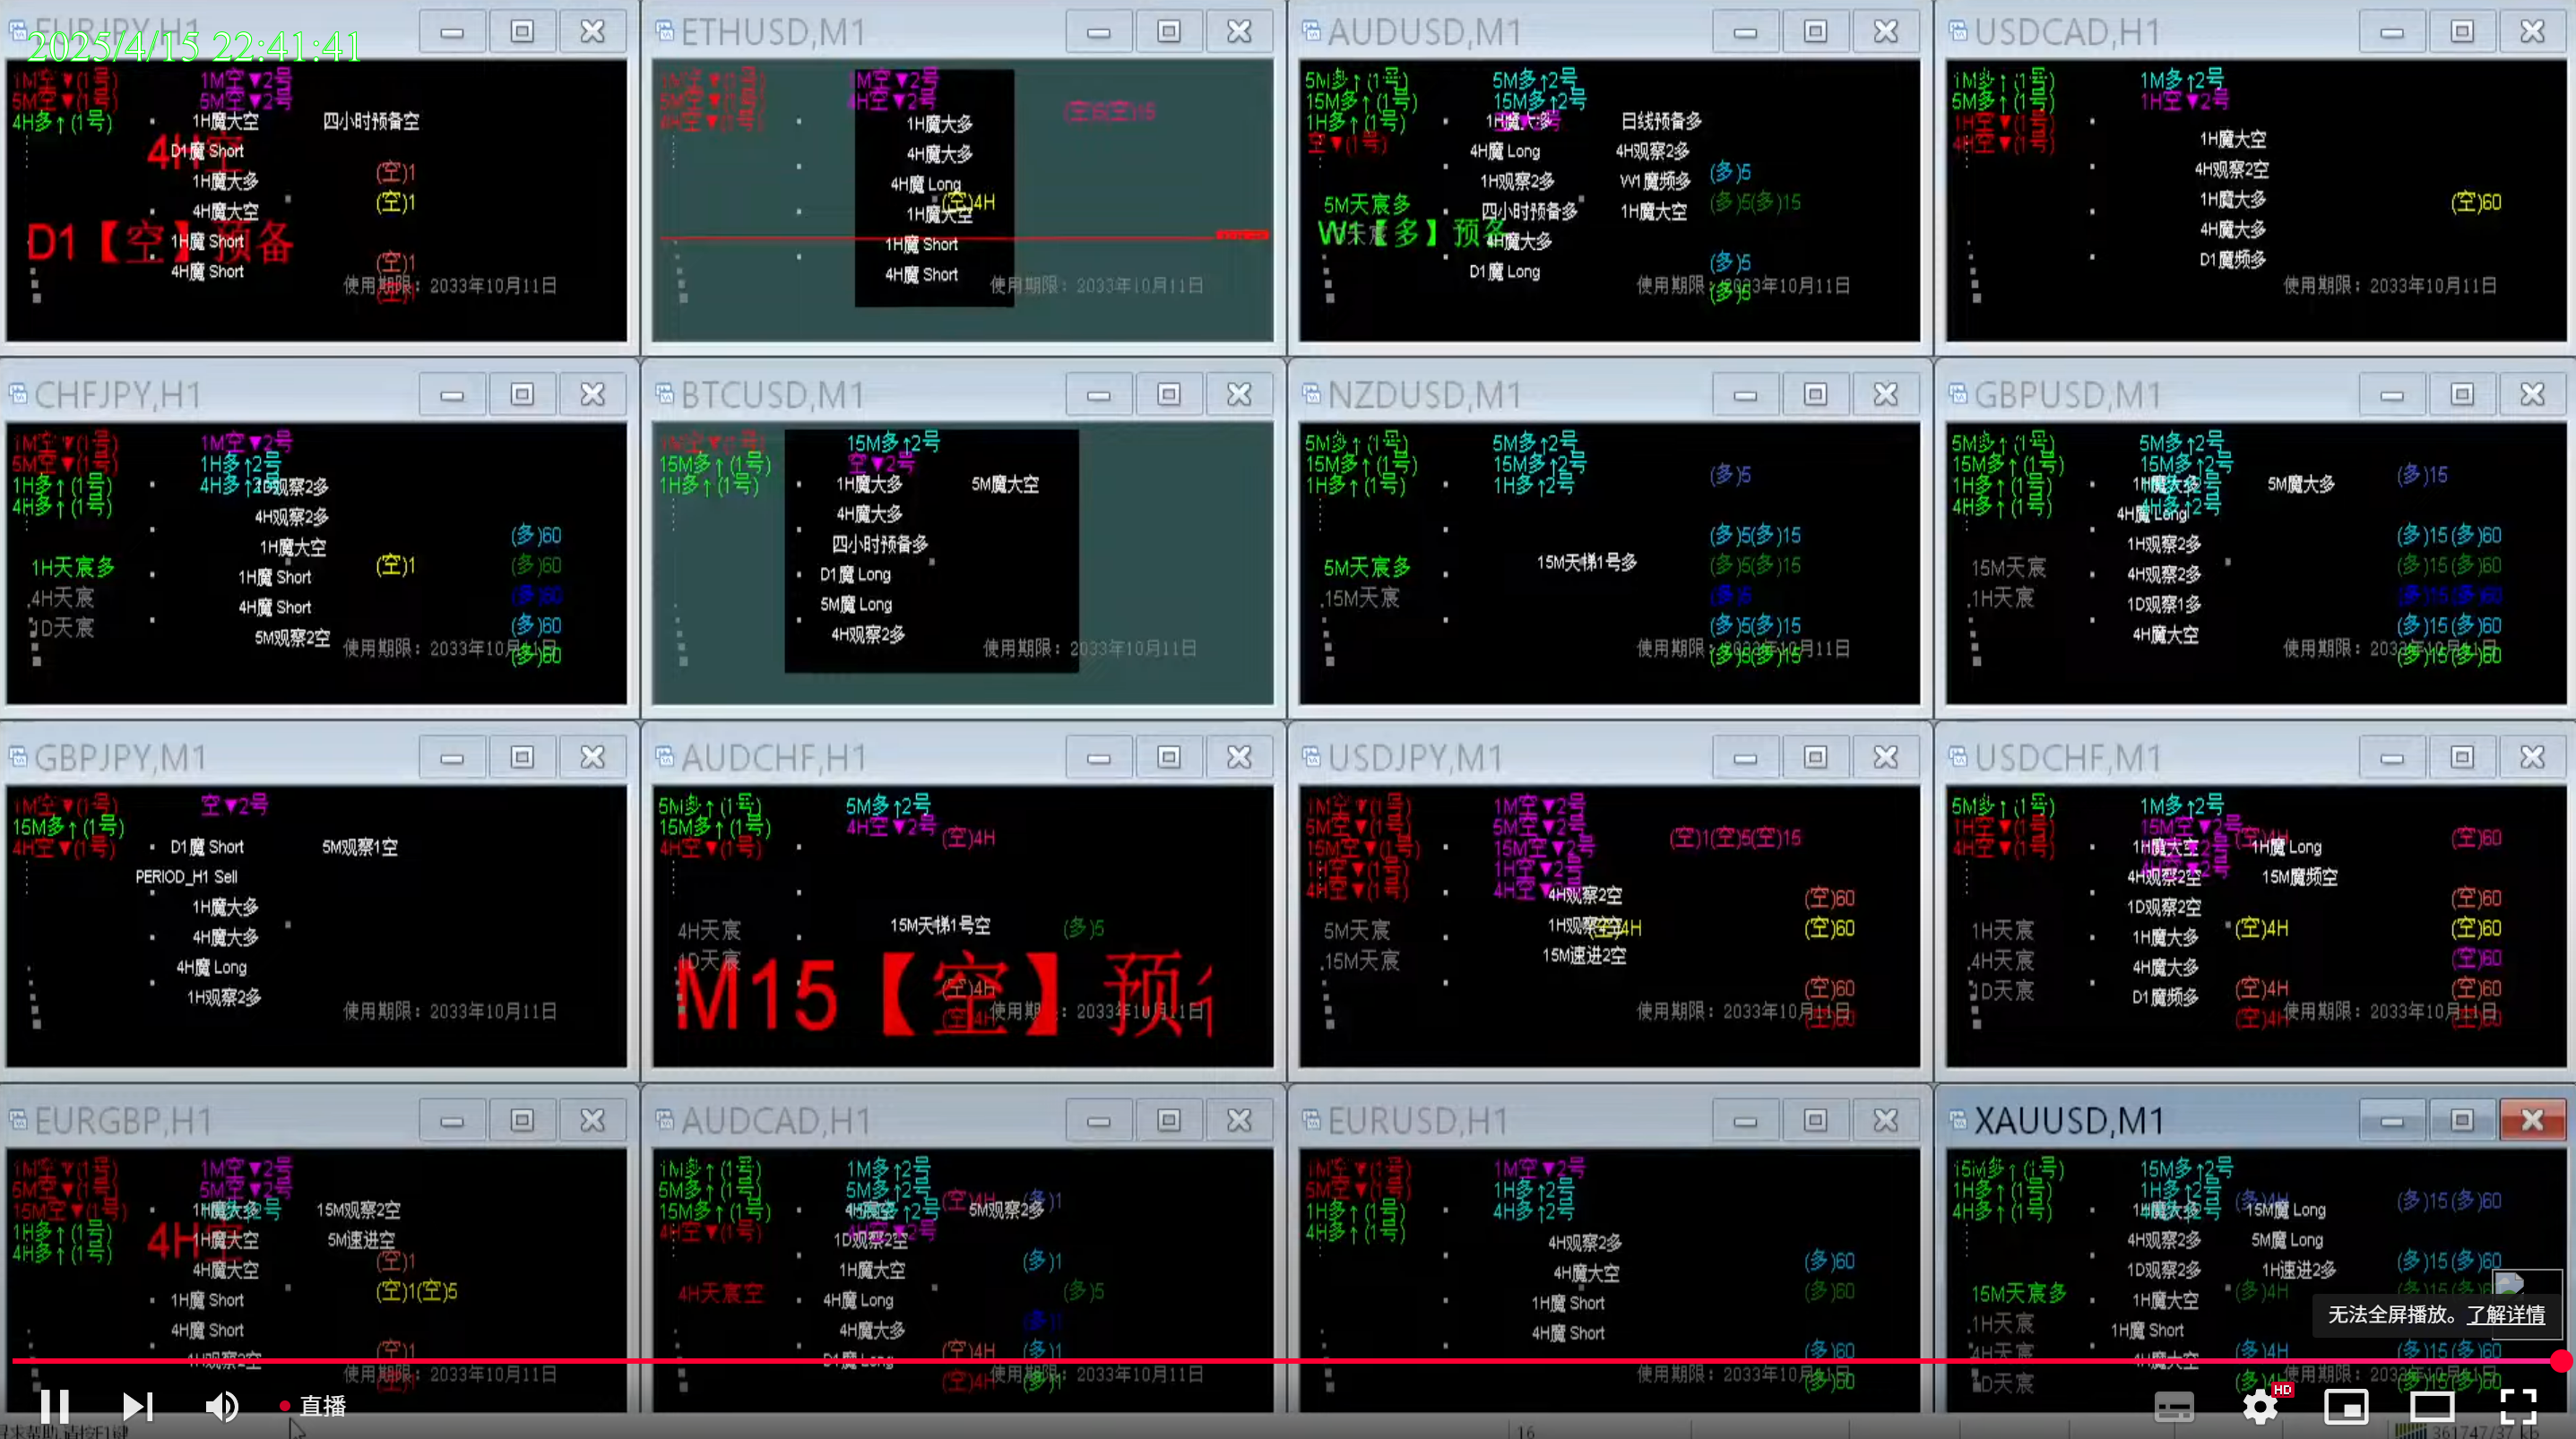 EURJPY,H1
2025/4/15 22:41:41
1M空▼(1号)
1M空▼2号
5M空▼(1号)
5M空▼2号
4H多↑(1号)
1H魔大空
四小时预备空
D1魔 Short
(空)1
1H魔大多
(空)1
4H魔大空
D1【空】预备
1H魔 Short
(空)1
4H魔 Short
使用期限：2033年10月11日
ETHUSD,M1
5M空▼(1号)
4H空▼(1号)
1M空▼2号
4H空▼2号
(空)5(空)15
1H魔大多
4H魔大多
4H魔 Long
(空)4H
1H魔大空
1H魔 Short
4H魔 Short
使用期限：2033年10月11日
AUDUSD,M1
5M多↑(1号)
5M多↑2号
15M多↑(1号)
15M多↑2号
1H多↑(1号)
1H魔大多
日线预备多
空▼(1号)
4H魔 Long
4H观察2多
(多)5
1H观察2多
W1魔频多
5M天宸多
四小时预备多
1H魔大空
(多)5(多)15
W1【多】预备
4H魔大多
D1魔 Long
(多)5
(多)5
使用期限：2033年10月11日
USDCAD,H1
1M多↑(1号)
1M多↑2号
5M多↑(1号)
1H空▼2号
1H空▼(1号)
4H空▼(1号)
1H魔大空
4H观察2空
1H魔大多
(空)60
4H魔大多
D1魔频多
使用期限：2033年10月11日
CHFJPY,H1
1M空▼(1号)
1M空▼2号
5M空▼(1号)
1H多↑2号
1H多↑(1号)
4H多↑2号
1D观察2多
4H多↑(1号)
4H观察2多
(多)60
1H魔大空
1H天宸多
(空)1
(多)60
1H魔 Short
4H天宸
(多)60
4H魔 Short
1D天宸
5M观察2空
(多)60
(多)60
使用期限：2033年10月11日
BTCUSD,M1
1M空▼(1号)
15M多↑2号
15M多↑(1号)
空▼2号
1H多↑(1号)
1H魔大多
5M魔大空
4H魔大多
四小时预备多
D1魔 Long
5M魔 Long
4H观察2多
使用期限：2033年10月11日
NZDUSD,M1
5M多↑(1号)
5M多↑2号
15M多↑(1号)
15M多↑2号
1H多↑(1号)
1H多↑2号
(多)5
(多)5(多)15
5M天宸多
15M天梯1号多
(多)5(多)15
15M天宸
(多)5
(多)5(多)15
(多)5(多)15
使用期限：2033年10月11日
GBPUSD,M1
5M多↑(1号)
5M多↑2号
15M多↑(1号)
15M多↑2号
(多)15
1H多↑(1号)
1H魔大多
5M魔大多
4H多↑(1号)
4H多↑2号
4H魔 Long
1H观察2多
(多)15(多)60
15M天宸
4H观察2多
(多)15(多)60
1H天宸
1D观察1多
(多)15(多)60
4H魔大空
(多)15(多)60
(多)15(多)60
使用期限：2033年10月11日
GBPJPY,M1
1M空▼(1号)
空▼2号
15M多↑(1号)
4H空▼(1号)
D1魔 Short
5M观察1空
PERIOD_H1 Sell
1H魔大多
4H魔大多
4H魔 Long
1H观察2多
使用期限：2033年10月11日
AUDCHF,H1
5M多↑(1号)
5M多↑2号
15M多↑(1号)
4H空▼2号
(空)4H
4H空▼(1号)
4H天宸
15M天梯1号空
(多)5
1D天宸
M15【空】预
(空)4H
(空)4H
USDJPY,M1
1M空▼(1号)
1M空▼2号
5M空▼(1号)
5M空▼2号
(空)1(空)5(空)15
15M空▼(1号)
15M空▼2号
1H空▼(1号)
1H空▼2号
4H空▼(1号)
4H空▼2号
4H观察2空
(空)60
5M天宸
1H观察2空
(空)4H
(空)60
15M天宸
15M速进2空
(空)60
(空)60
使用期限：2033年10月11日
USDCHF,M1
5M多↑(1号)
1M多↑2号
1H空▼(1号)
15M空▼2号
(空)4H
(空)60
4H空▼(1号)
1H魔大空
1H魔 Long
4H观察2空
15M魔频空
1D观察2空
(空)60
1H天宸
1H魔大多
(空)4H
(空)60
4H天宸
4H魔大多
(空)60
1D天宸
D1魔频多
(空)4H
(空)60
(空)4H
(空)60
使用期限：2033年10月11日
EURGBP,H1
1M空▼(1号)
1M空▼2号
5M空▼(1号)
5M空▼2号
15M空▼(1号)
1H魔大多
15M观察2空
1H多↑(1号)
4H多↑(1号)
4H空
1H魔大空
5M速进空
4H魔大空
(空)1
(空)1(空)5
1H魔 Short
4H魔 Short
(空)1
1H观察2空
使用期限：2033年10月11日
AUDCAD,H1
1M多↑(1号)
1M多↑2号
5M多↑(1号)
5M多↑2号
(空)4H
(多)1
15M多↑(1号)
5M观察2多
4H空▼(1号)
4H空▼2号
1D观察2空
1H魔大空
(多)1
4H天宸空
4H魔 Long
(多)5
4H魔大多
D1魔 Long
(空)4H
(多)1
(空)4H
(多)1
使用期限：2033年10月11日
EURUSD,H1
1M空▼(1号)
1M空▼2号
5M空▼(1号)
1H多↑2号
1H多↑(1号)
4H多↑2号
4H多↑(1号)
4H观察2多
4H魔大空
(多)60
1H魔 Short
(多)60
4H魔 Short
(多)60
(多)60
使用期限：2033年10月11日
XAUUSD,M1
15M多↑(1号)
15M多↑2号
1H多↑(1号)
1H多↑2号
(多)4H
(多)15(多)60
4H多↑(1号)
1H魔大多
15M魔 Long
4H观察2多
5M魔 Long
1D观察2多
1H速进2多
(多)15(多)60
15M天宸多
1H魔大空
(多)4H
1H天宸
1H魔 Short
4H天宸
4H魔大空
(多)4H
(多)15(多)60
1D天宸
使用期限：2033年10月11日
无法全屏播放。了解详情
直播
HD
16
361747/37 kb